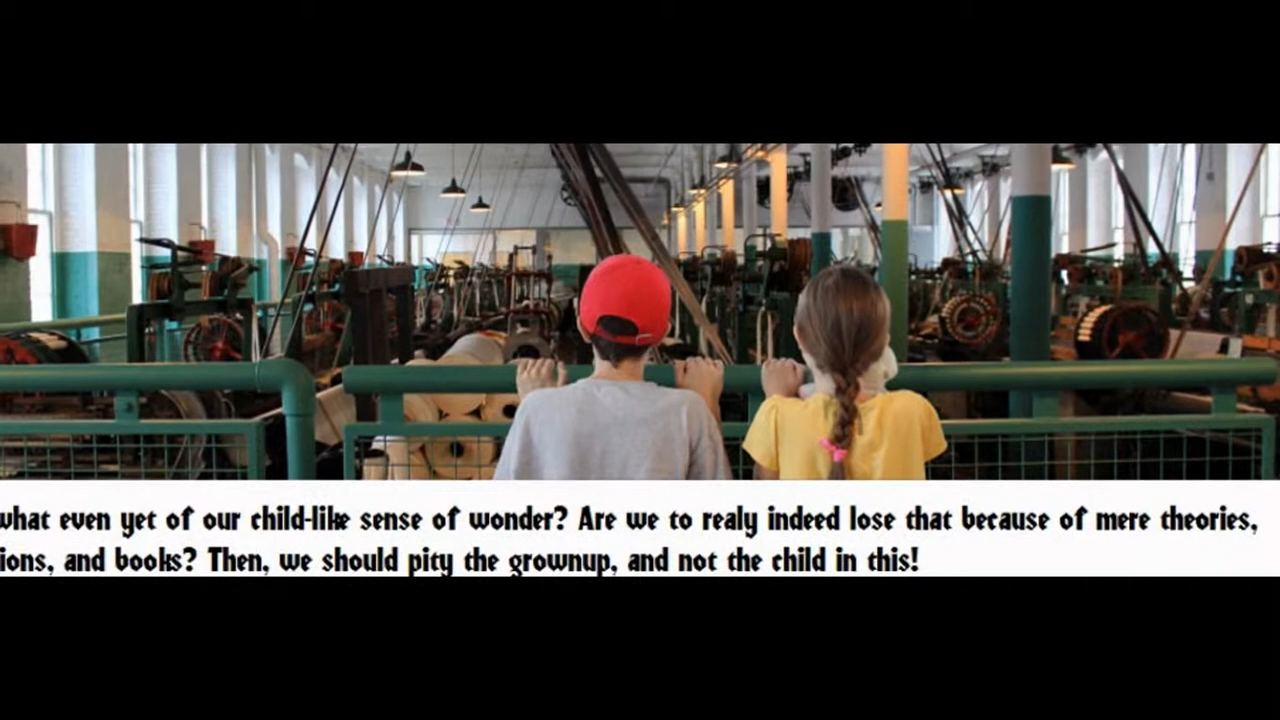 what even yet of our child-like sense of wonder? Are we to realy indeed lose that because of mere theories,
ions, and books? Then, we should pity the grownup, and not the child in this!